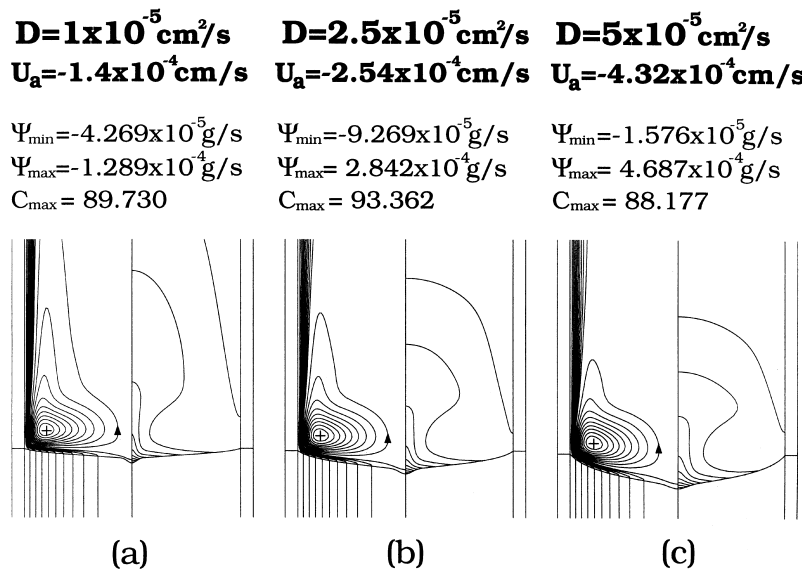 D=1x10⁻⁵cm²/s
Uₐ=-1.4x10⁻⁴cm/s
Ψmin=-4.269x10⁻⁵g/s
Ψmax=-1.289x10⁻⁴g/s
Cmax= 89.730
(a)
D=2.5x10⁻⁵cm²/s
Uₐ=-2.54x10⁻⁴cm/s
Ψmin=-9.269x10⁻⁵g/s
Ψmax= 2.842x10⁻⁴g/s
Cmax= 93.362
(b)
D=5x10⁻⁵cm²/s
Uₐ=-4.32x10⁻⁴cm/s
Ψmin=-1.576x10⁻⁵g/s
Ψmax= 4.687x10⁻⁴g/s
Cmax= 88.177
(c)